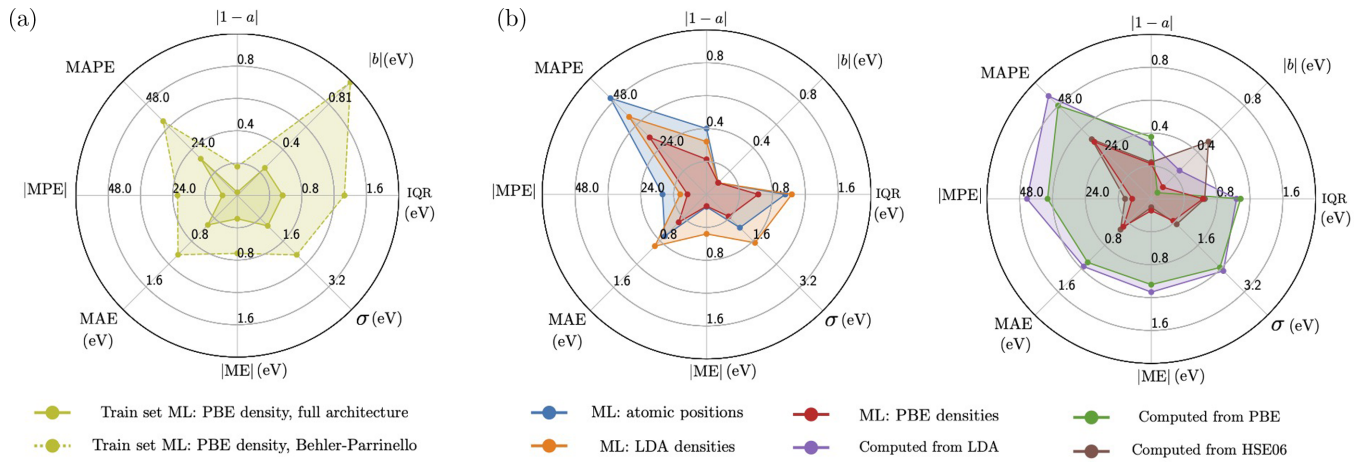 (a)
|1 − a|
|b|(eV)
MAPE
0.8
48.0
0.81
0.4
0.4
24.0
|MPE|
48.0
24.0
0.8
1.6
IQR
(eV)
0.8
1.6
0.8
1.6
3.2
MAE
(eV)
1.6
σ (eV)
|ME| (eV)
Train set ML: PBE density, full architecture
Train set ML: PBE density, Behler-Parrinello
(b)
|1 − a|
|b|(eV)
MAPE
0.8
0.8
48.0
0.4
0.4
24.0
|MPE|
48.0
24.0
0.8
1.6
IQR
(eV)
0.8
1.6
0.8
1.6
3.2
MAE
(eV)
1.6
σ (eV)
|ME| (eV)
|1 − a|
|b| (eV)
MAPE
0.8
0.8
48.0
0.4
0.4
24.0
|MPE|
48.0
24.0
0.8
1.6
IQR
(eV)
0.8
1.6
0.8
1.6
3.2
MAE
(eV)
1.6
σ (eV)
|ME| (eV)
ML: atomic positions
ML: PBE densities
Computed from PBE
ML: LDA densities
Computed from LDA
Computed from HSE06